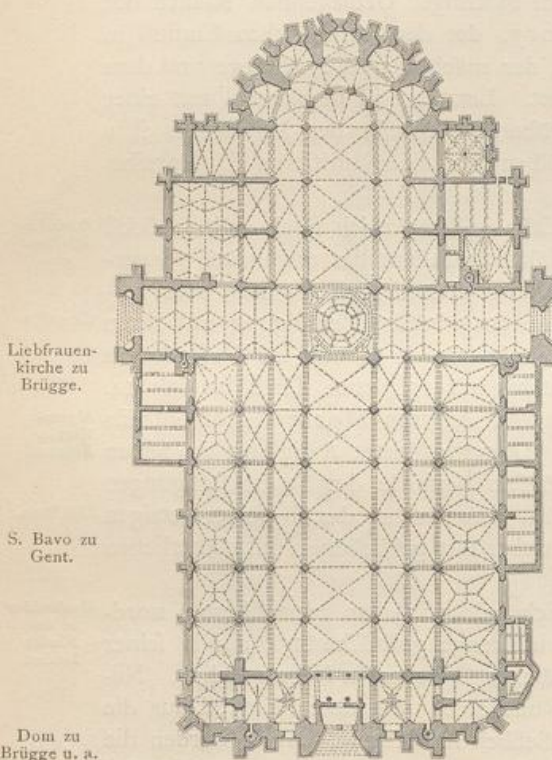 Liebfrauen-
kirche zu
Brügge.
S. Bavo zu
Gent.
Dom zu
Brügge u. a.